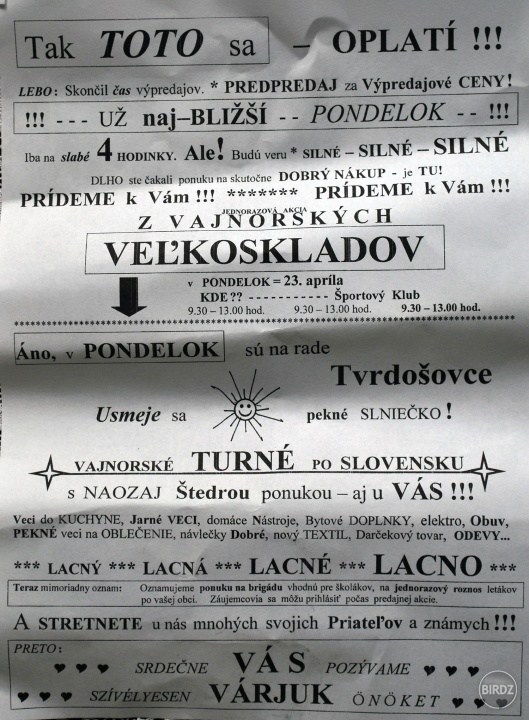 Tak TOTO sa – OPLATÍ !!!
LEBO: Skončil čas výpredajov. * PREDPREDAJ za Výpredajové CENY!
!!! - - - UŽ naj–BLIŽŠÍ - - PONDELOK - - !!!
Iba na slabé 4 HODINKY. Ale! Budú veru * SILNÉ – SILNÉ – SILNÉ
DLHO ste čakali ponuku na skutočne DOBRÝ NÁKUP - je TU!
PRÍDEME k Vám !!! ******* PRÍDEME k Vám !!!
JEDNORAZOVÁ AKCIA
Z VAJNORSKÝCH
VEĽKOSKLADOV
v PONDELOK = 23. apríla
KDE?? - - - - - - - - - - - Športový Klub
9.30 – 13.00 hod. 9.30 – 13.00 hod. 9.30 – 13.00 hod.
Áno, v PONDELOK sú na rade
Tvrdošovce
Usmeje sa pekné SLNIEČKO !
VAJNORSKÉ TURNÉ PO SLOVENSKU
s NAOZAJ Štedrou ponukou – aj u VÁS !!!
Veci do KUCHYNE, Jarné VECI, domáce Nástroje, Bytové DOPLNKY, elektro, Obuv,
PEKNÉ veci na OBLEČENIE, návlečky Dobré, nový TEXTIL, Darčekový tovar, ODEVY...
*** LACNÝ *** LACNÁ *** LACNÉ *** LACNO ***
Teraz mimoriadny oznam: Oznamujeme ponuku na brigádu vhodnú pre školákov, na jednorazový roznos letákov
po vašej obci. Záujemcovia sa môžu prihlásiť počas predajnej akcie.
A STRETNETE u nás mnohých svojich Priateľov a známych !!!
PRETO:
♥ ♥ ♥ SRDEČNE VÁS POZÝVAME ♥ ♥ ♥
♥ ♥ ♥ SZÍVÉLYESEN VÁRJUK ÖNÖKET ♥ ♥ ♥
BIRDZ